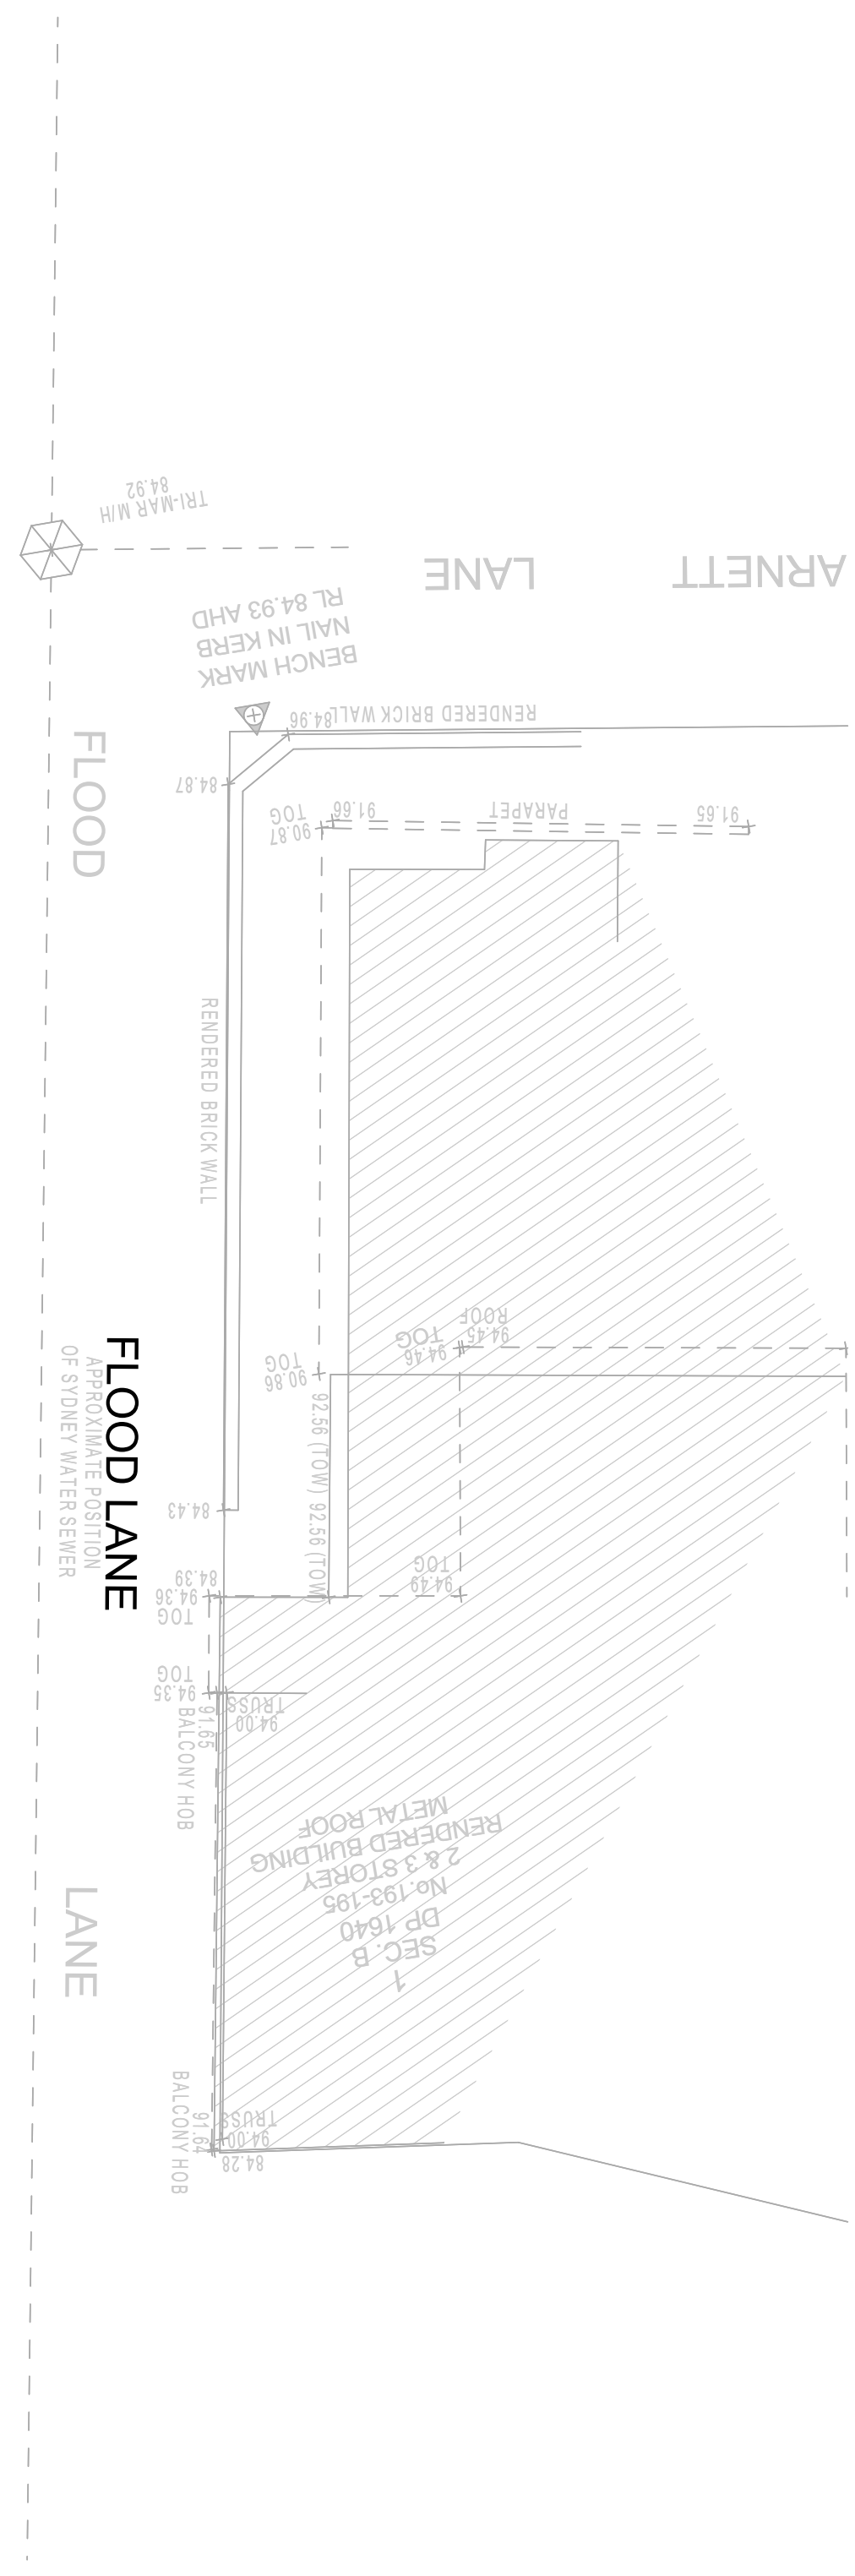 TRI-MAR M/H
84.92
ARNETT LANE
BENCH MARK
NAIL IN KERB
RL 84.93 AHD
RENDERED BRICK WALL
84.96
84.87
FLOOD
TOG
90.87
91.66
PARAPET
91.65
RENDERED BRICK WALL
ROOF
94.45
TOG
94.46
TOG
90.86
FLOOD LANE
APPROXIMATE POSITION
OF SYDNEY WATER SEWER
92.56 (TOW)
92.56 (TOW)
84.43
TOG
94.49
84.39
94.36
TOG
TOG
94.35
TRUSS
94.00
91.65
BALCONY HOB
1
SEC. B
DP 1640
No.193-195
2 & 3 STOREY
RENDERED BUILDING
METAL ROOF
LANE
TRUSS
94.00
91.64
BALCONY HOB
84.28